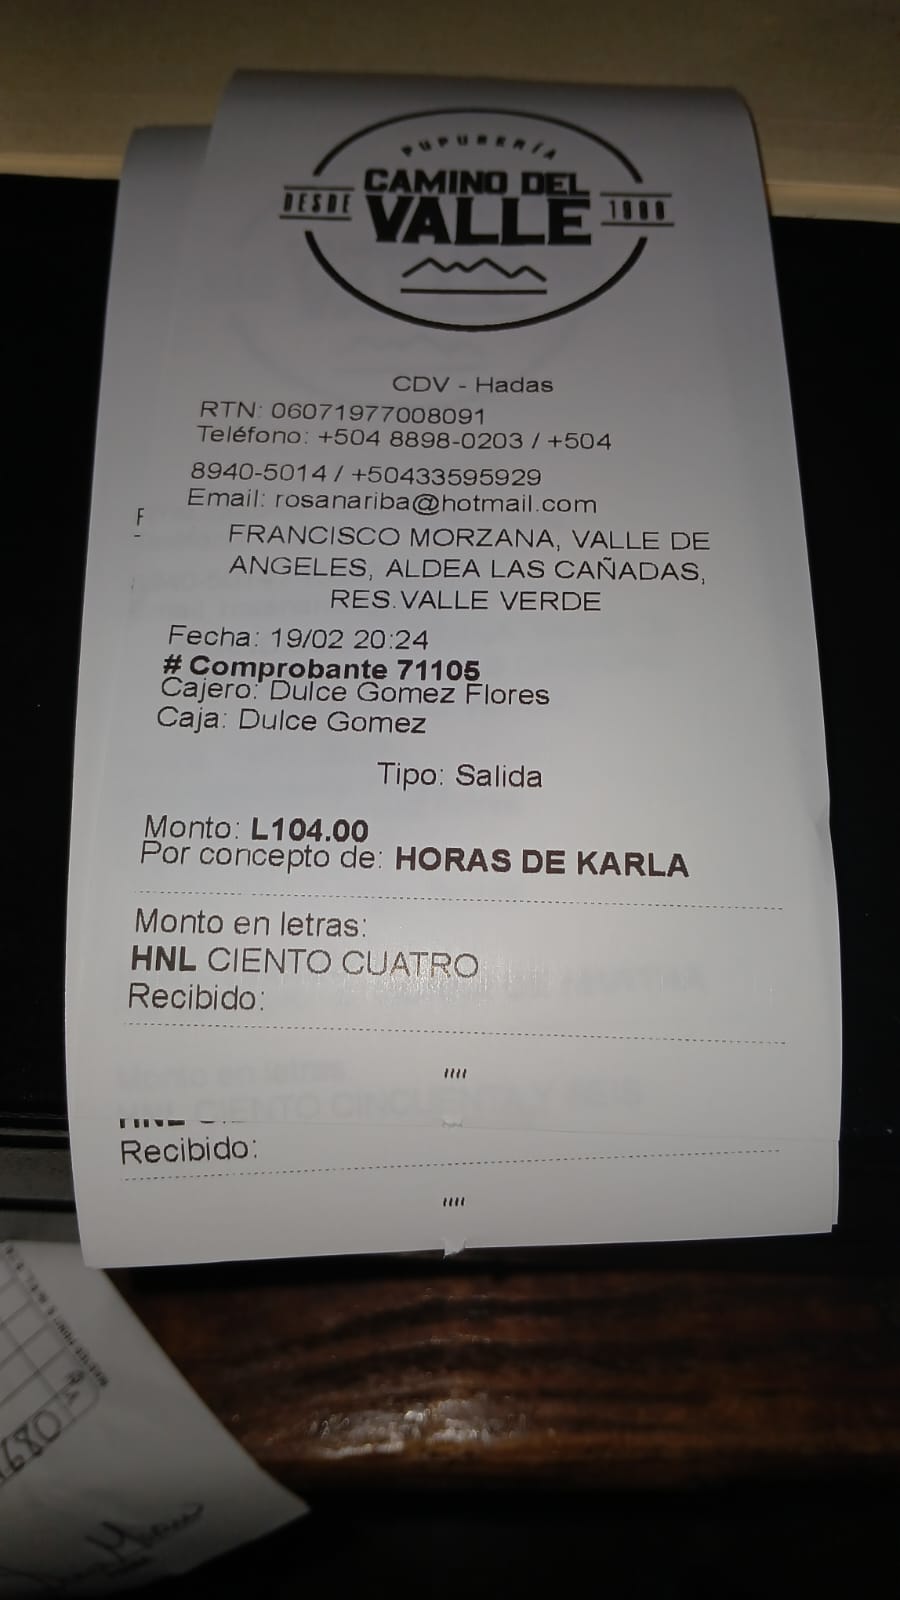 PUPUSERÍA
CAMINO DEL
DESDE VALLE
CDV - Hadas
RTN: 06071977008091
Teléfono: +504 8898-0203 / +504
8940-5014 / +50433595929
Email: rosanariba@hotmail.com
F
FRANCISCO MORZANA, VALLE DE
ANGELES, ALDEA LAS CAÑADAS,
RES.VALLE VERDE
Fecha: 19/02 20:24
# Comprobante 71105
Cajero: Dulce Gomez Flores
Caja: Dulce Gomez
Tipo: Salida
Monto: L104.00
Por concepto de: HORAS DE KARLA
Monto en letras:
HNL CIENTO CUATRO
Recibido:
Recibido: